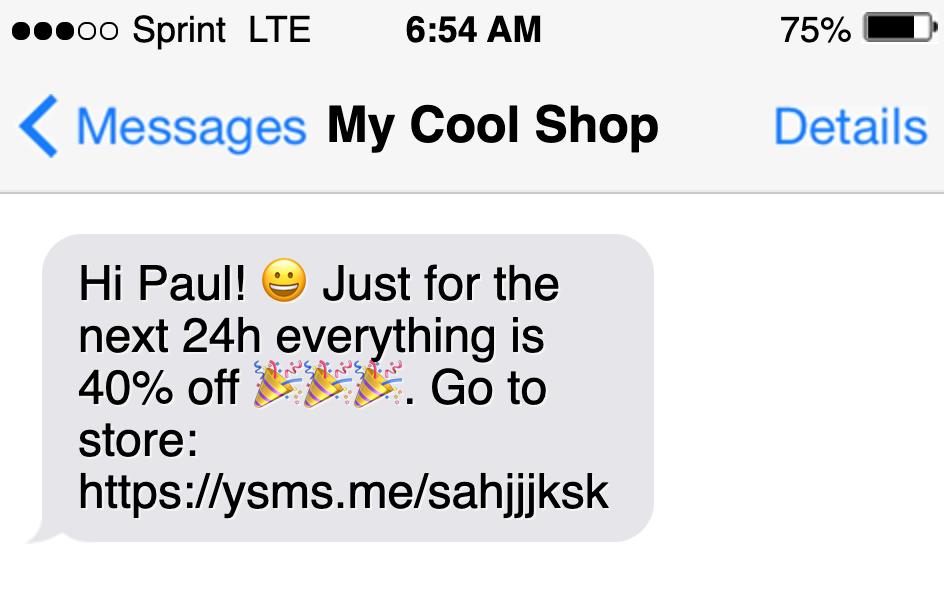 ●●●○○ Sprint LTE 6:54 AM 75%
Messages My Cool Shop Details
Hi Paul! 😀 Just for the
next 24h everything is
40% off 🎉🎉🎉. Go to
store:
https://ysms.me/sahjjjksk